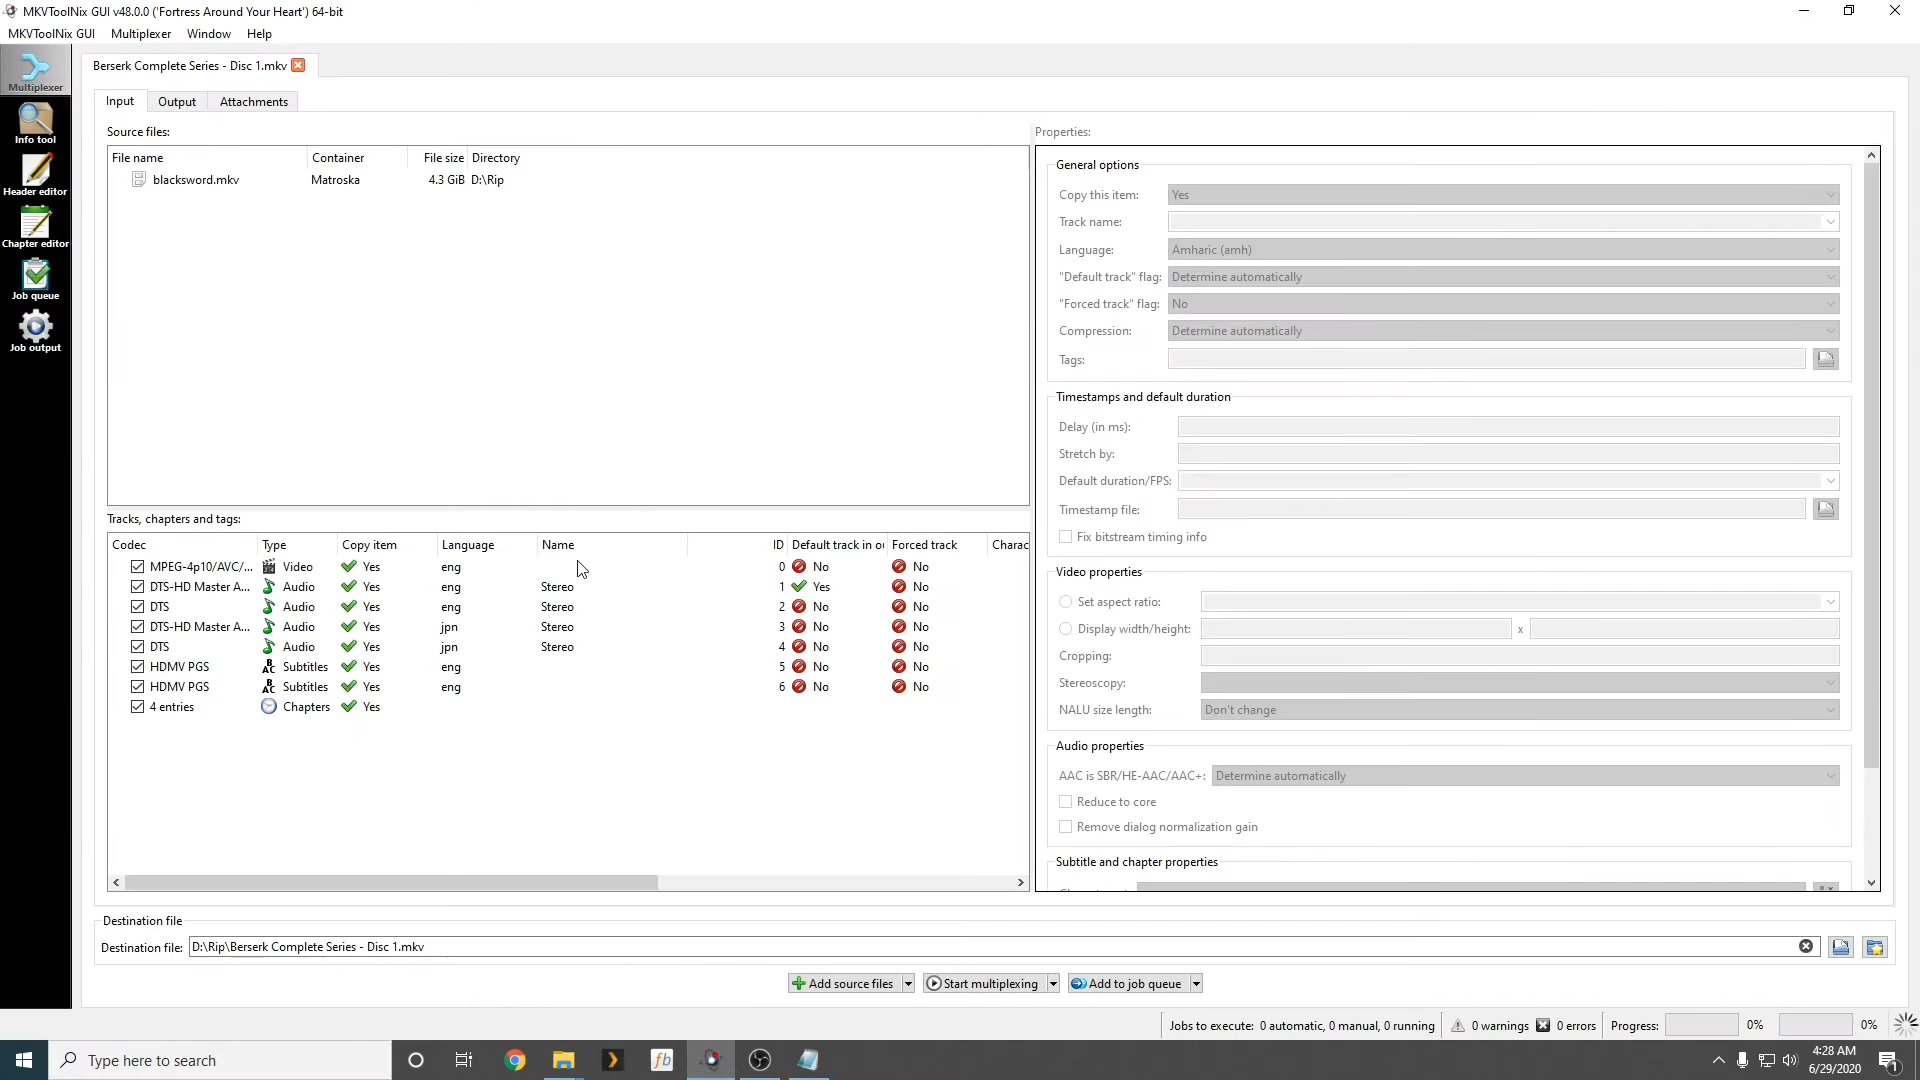 MKVToolNix GUI v48.0.0 ('Fortress Around Your Heart') 64-bit
MKVToolNix GUI Multiplexer Window Help
Multiplexer
Info tool
Header editor
Chapter editor
Job queue
Job output
Berserk Complete Series - Disc 1.mkv
Input Output Attachments
Source files:
File name Container File size Directory
blacksword.mkv Matroska 4.3 GiB D:\Rip
Tracks, chapters and tags:
Codec Type Copy item Language Name ID Default track in ou Forced track Charac
MPEG-4p10/AVC/... Video Yes eng 0 No No
DTS-HD Master A... Audio Yes eng Stereo 1 Yes No
DTS Audio Yes eng Stereo 2 No No
DTS-HD Master A... Audio Yes jpn Stereo 3 No No
DTS Audio Yes jpn Stereo 4 No No
HDMV PGS Subtitles Yes eng 5 No No
HDMV PGS Subtitles Yes eng 6 No No
4 entries Chapters Yes
Properties:
General options
Copy this item: Yes
Track name:
Language: Amharic (amh)
"Default track" flag: Determine automatically
"Forced track" flag: No
Compression: Determine automatically
Tags:
Timestamps and default duration
Delay (in ms):
Stretch by:
Default duration/FPS:
Timestamp file:
Fix bitstream timing info
Video properties
Set aspect ratio:
Display width/height: x
Cropping:
Stereoscopy:
NALU size length: Don't change
Audio properties
AAC is SBR/HE-AAC/AAC+: Determine automatically
Reduce to core
Remove dialog normalization gain
Subtitle and chapter properties
Destination file
Destination file: D:\Rip\Berserk Complete Series - Disc 1.mkv
Add source files Start multiplexing Add to job queue
Jobs to execute: 0 automatic, 0 manual, 0 running 0 warnings 0 errors Progress: 0% 0%
Type here to search
fb
4:28 AM
6/29/2020
1